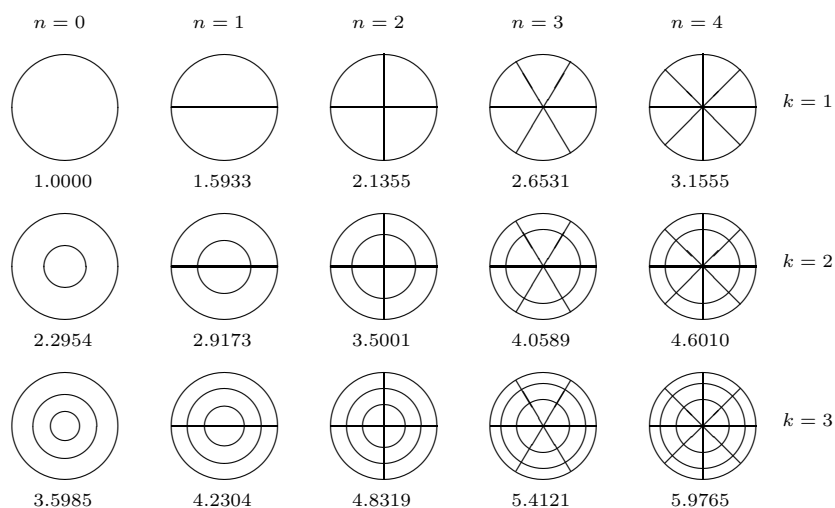 n = 0 n = 1 n = 2 n = 3 n = 4
k = 1
1.0000 1.5933 2.1355 2.6531 3.1555
k = 2
2.2954 2.9173 3.5001 4.0589 4.6010
k = 3
3.5985 4.2304 4.8319 5.4121 5.9765